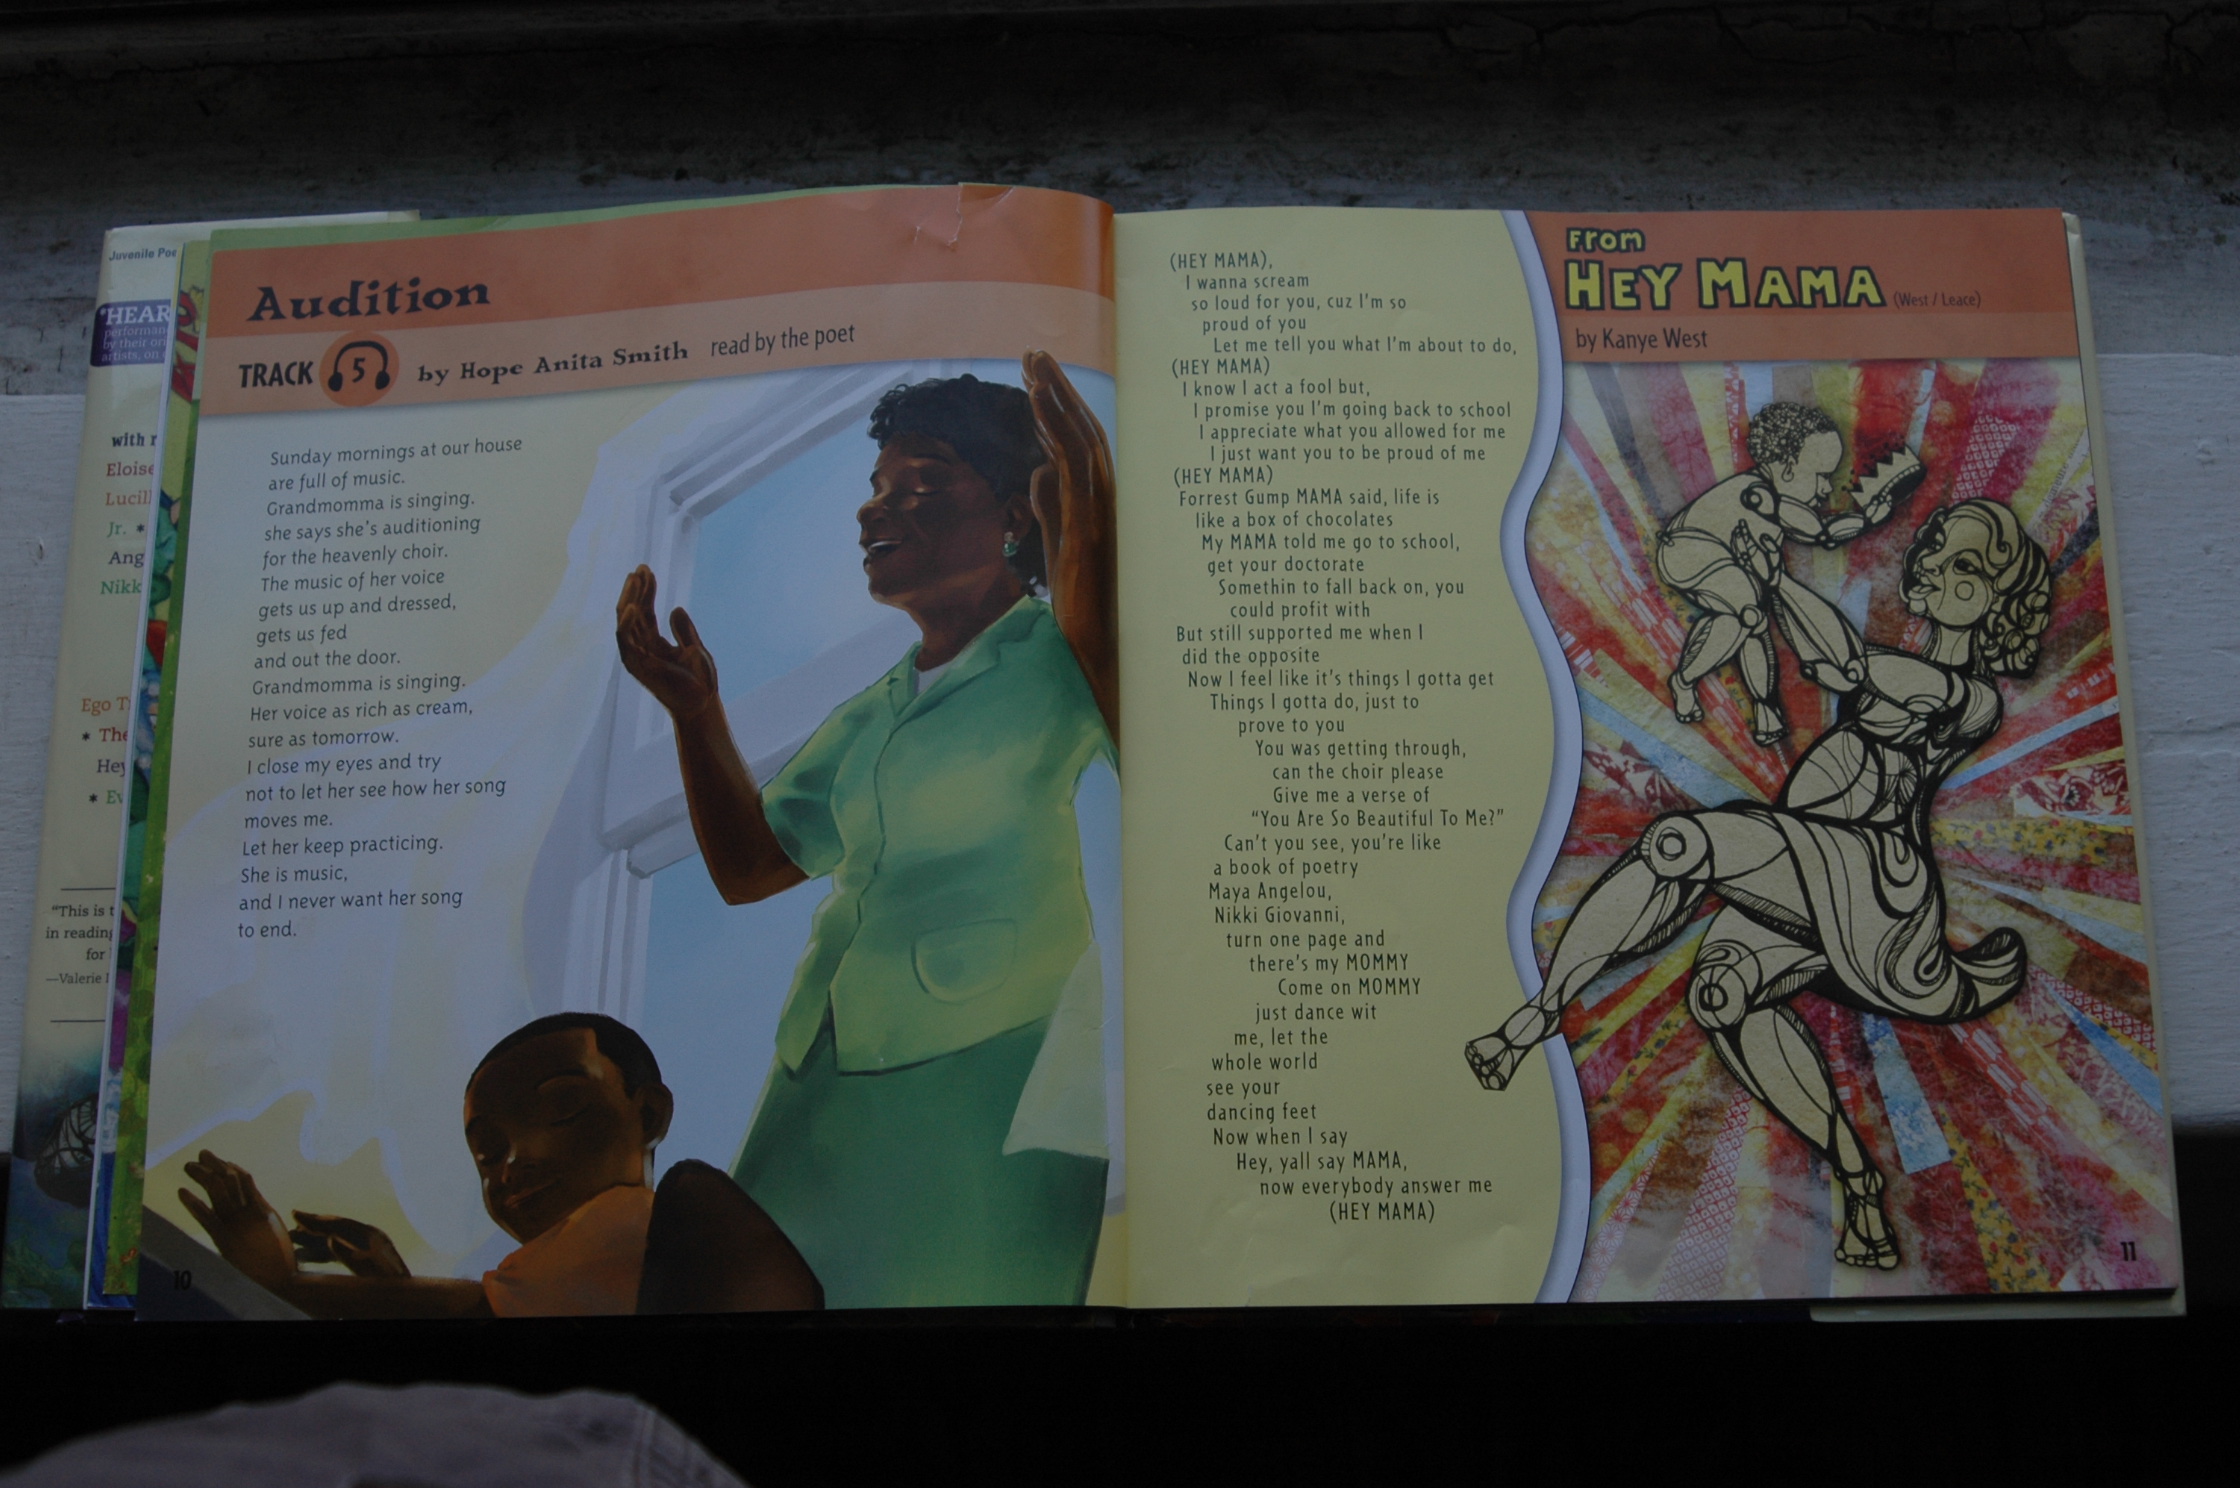 Juvenile
HEAR
by their
artists, on
with
Eloise
Jr. *
* The
Hey
"This is
in reading
for
—Valerie
Audition
TRACK 5 by Hope Anita Smith read by the poet
Sunday mornings at our house
are full of music.
Grandmomma is singing.
she says she's auditioning
for the heavenly choir.
The music of her voice
gets us up and dressed,
gets us fed
and out the door.
Grandmomma is singing.
Her voice as rich as cream,
sure as tomorrow.
I close my eyes and try
not to let her see how her song
moves me.
Let her keep practicing.
She is music,
and I never want her song
to end.
10
From
HEY MAMA (West / Leace)
by Kanye West
(HEY MAMA),
I wanna scream
so loud for you, cuz I'm so
proud of you
Let me tell you what I'm about to do,
(HEY MAMA)
I know I act a fool but,
I promise you I'm going back to school
I appreciate what you allowed for me
I just want you to be proud of me
(HEY MAMA)
Forrest Gump MAMA said, life is
like a box of chocolates
My MAMA told me go to school,
get your doctorate
Somethin to fall back on, you
could profit with
But still supported me when I
did the opposite
Now I feel like it's things I gotta get
Things I gotta do, just to
prove to you
You was getting through,
can the choir please
Give me a verse of
"You Are So Beautiful To Me?"
Can't you see, you're like
a book of poetry
Maya Angelou,
Nikki Giovanni,
turn one page and
there's my MOMMY
Come on MOMMY
just dance wit
me, let the
whole world
see your
dancing feet
Now when I say
Hey, yall say MAMA,
now everybody answer me
(HEY MAMA)
11